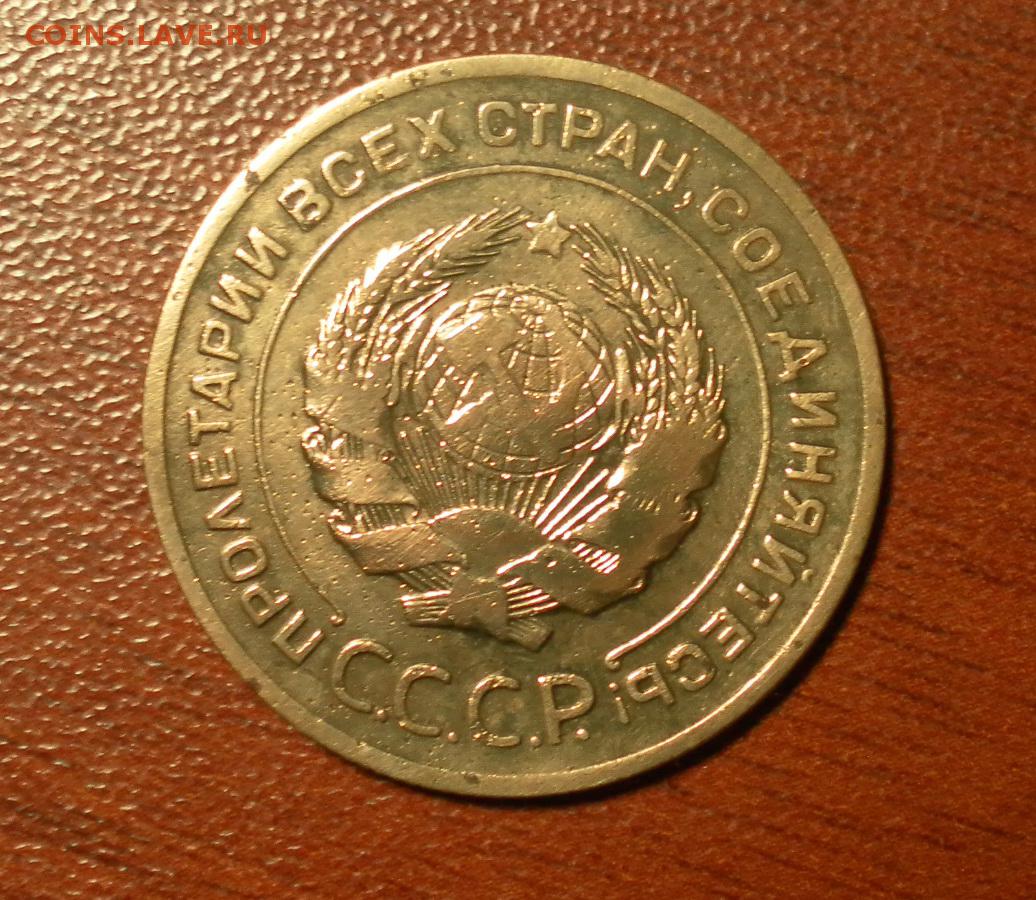 COINS.LAVE.RU
ПРОЛЕТАРИИ ВСЕХ СТРАН, СОЕДИНЯЙТЕСЬ!
С.С.С.Р.